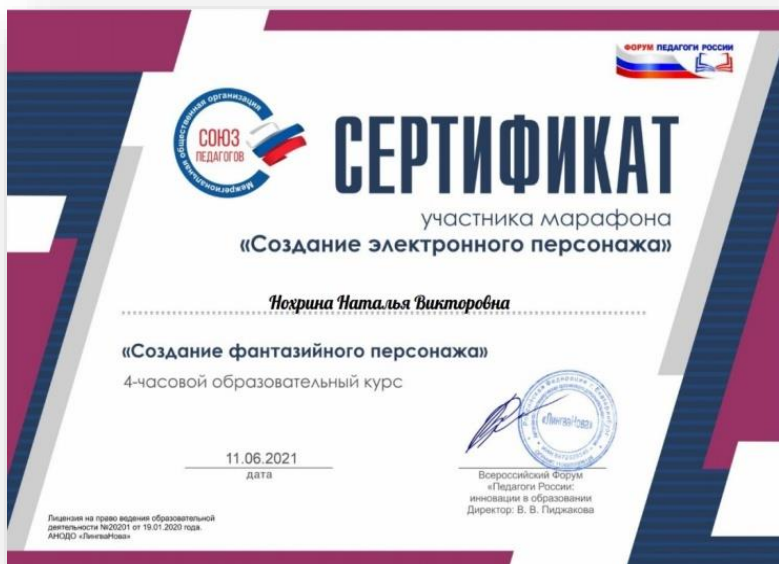 ФОРУМ ПЕДАГОГИ РОССИИ
Межрегиональная общественная организация
СОЮЗ
ПЕДАГОГОВ
СЕРТИФИКАТ
участника марафона
«Создание электронного персонажа»
Нохрина Наталья Викторовна
«Создание фантазийного персонажа»
4-часовой образовательный курс
«ЛингваНова»
11.06.2021
дата
Всероссийский Форум
«Педагоги России:
инновации в образовании
Директор: В. В. Пиджакова
Лицензия на право ведения образовательной
деятельности №20201 от 19.01.2020 года.
АНОДО «ЛингваНова»